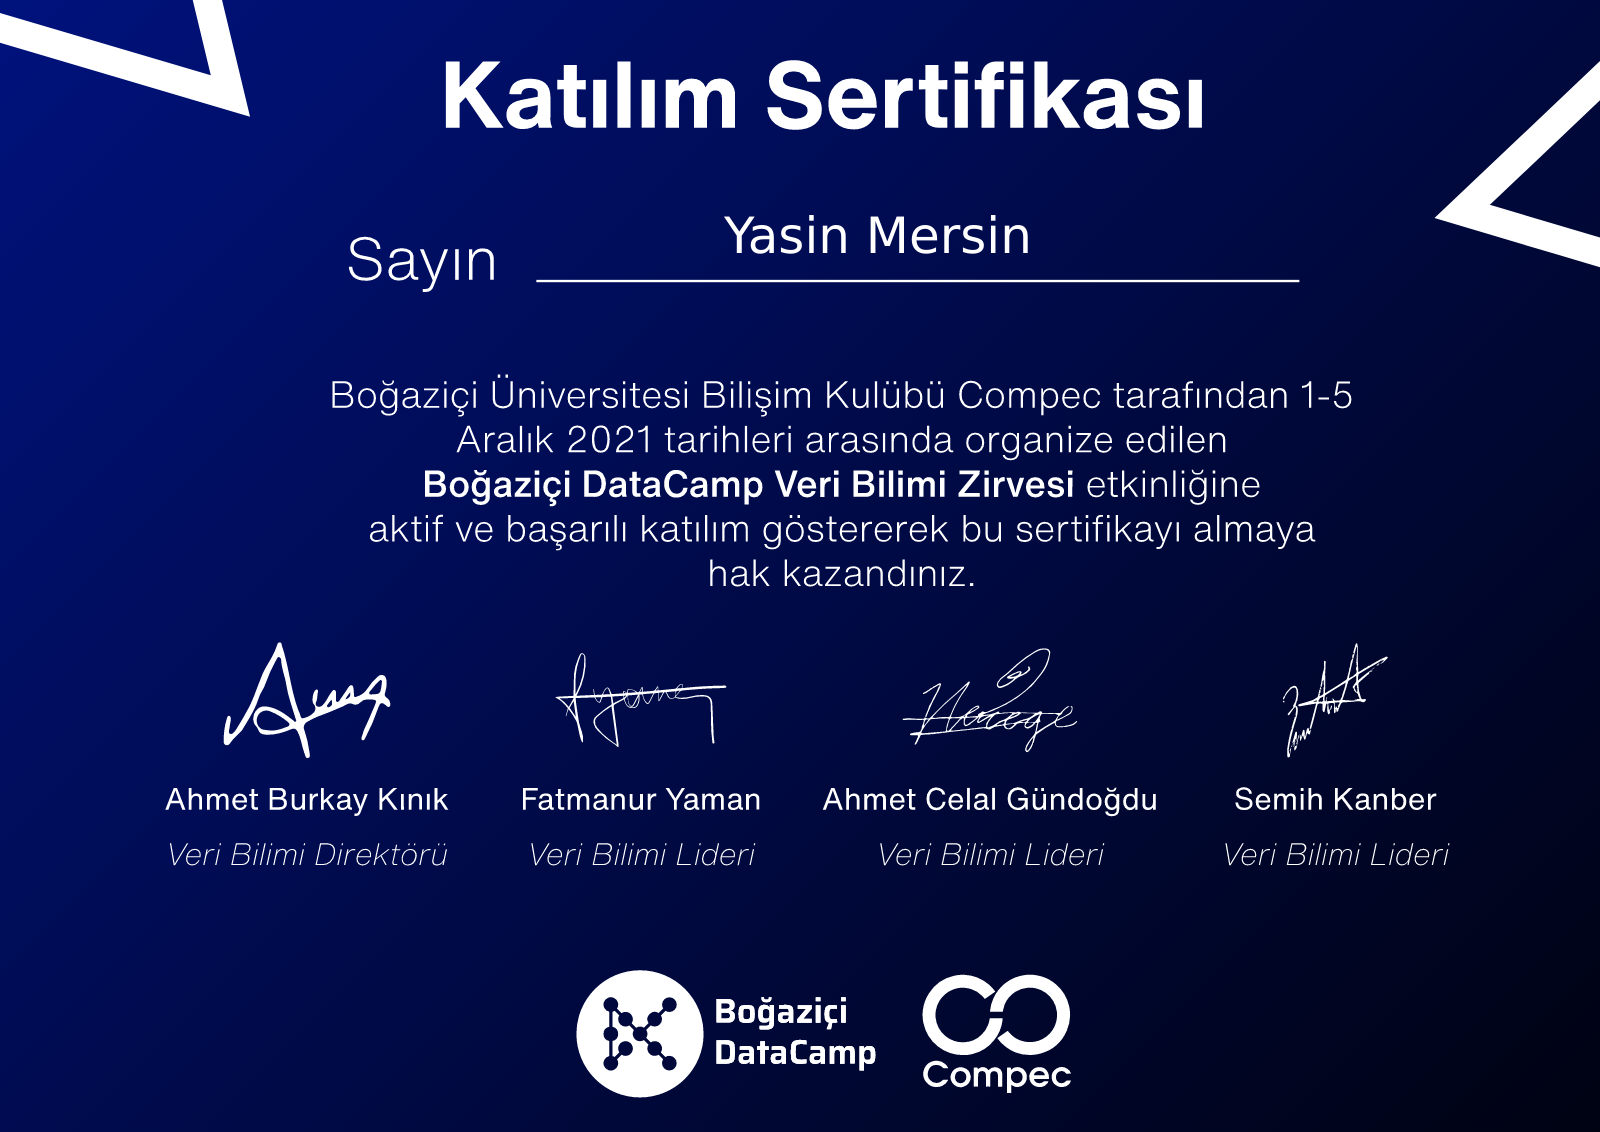 Katılım Sertifikası
Sayın Yasin Mersin
Boğaziçi Üniversitesi Bilişim Kulübü Compec tarafından 1-5
Aralık 2021 tarihleri arasında organize edilen
Boğaziçi DataCamp Veri Bilimi Zirvesi etkinliğine
aktif ve başarılı katılım göstererek bu sertifikayı almaya
hak kazandınız.
Ahmet Burkay Kınık
Veri Bilimi Direktörü
Fatmanur Yaman
Veri Bilimi Lideri
Ahmet Celal Gündoğdu
Veri Bilimi Lideri
Semih Kanber
Veri Bilimi Lideri
Boğaziçi
DataCamp
Compec